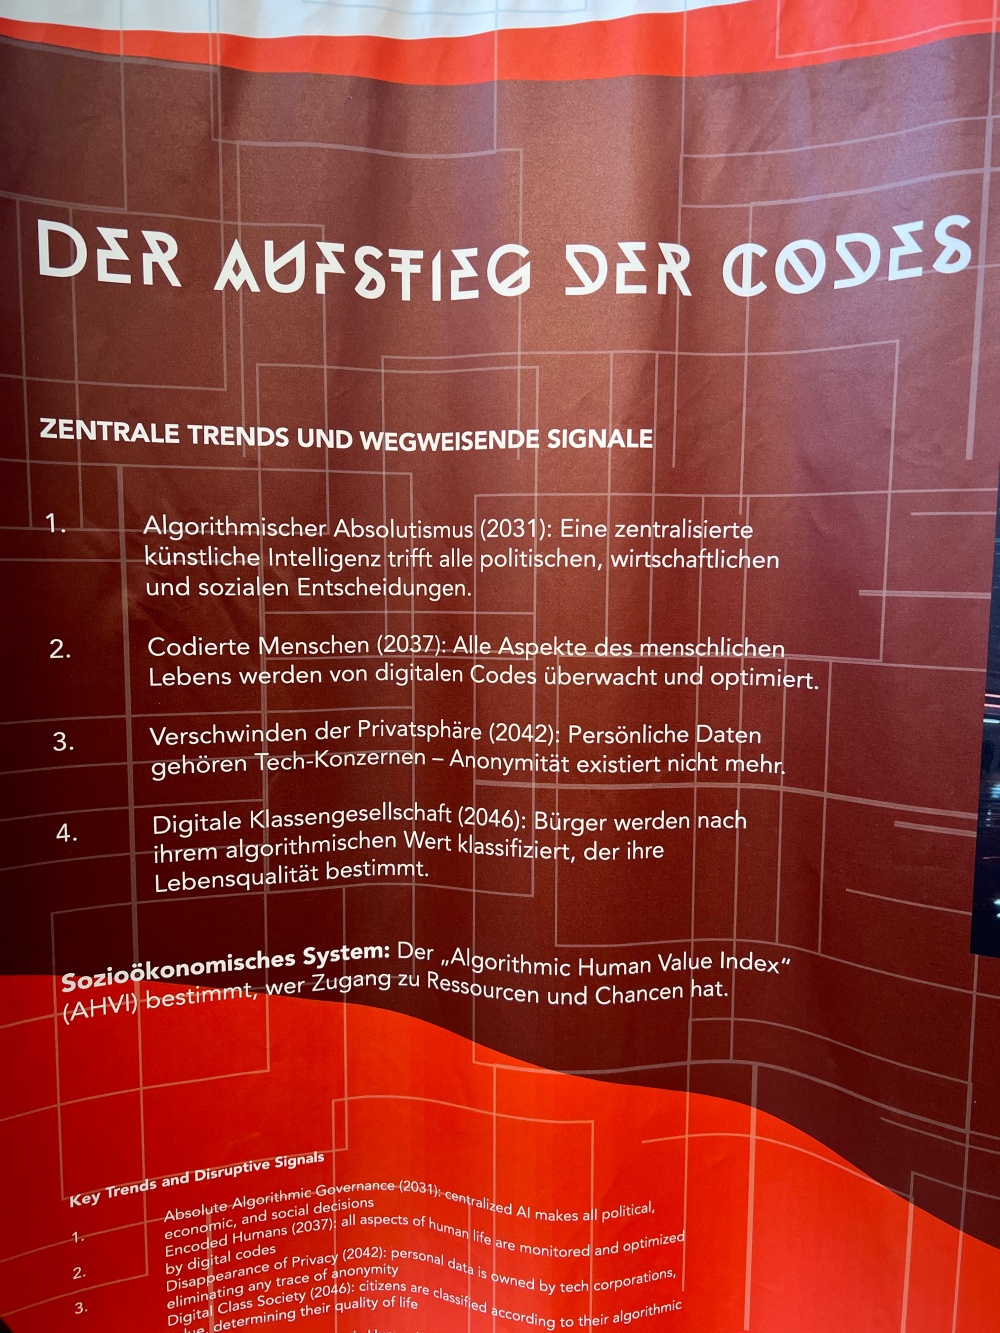 DER AUFSTIEG DER CODES
ZENTRALE TRENDS UND WEGWEISENDE SIGNALE
1. Algorithmischer Absolutismus (2031): Eine zentralisierte
künstliche Intelligenz trifft alle politischen, wirtschaftlichen
und sozialen Entscheidungen.
2. Codierte Menschen (2037): Alle Aspekte des menschlichen
Lebens werden von digitalen Codes überwacht und optimiert.
3. Verschwinden der Privatsphäre (2042): Persönliche Daten
gehören Tech-Konzernen – Anonymität existiert nicht mehr.
4. Digitale Klassengesellschaft (2046): Bürger werden nach
ihrem algorithmischen Wert klassifiziert, der ihre
Lebensqualität bestimmt.
Sozioökonomisches System: Der „Algorithmic Human Value Index“
(AHVI) bestimmt, wer Zugang zu Ressourcen und Chancen hat.
Key Trends and Disruptive Signals
1. Absolute Algorithmic Governance (2031): centralized AI makes all political,
economic, and social decisions
2. Encoded Humans (2037): all aspects of human life are monitored and optimized
by digital codes
3. Disappearance of Privacy (2042): personal data is owned by tech corporations,
eliminating any trace of anonymity
Digital Class Society (2046): citizens are classified according to their algorithmic
determining their quality of life